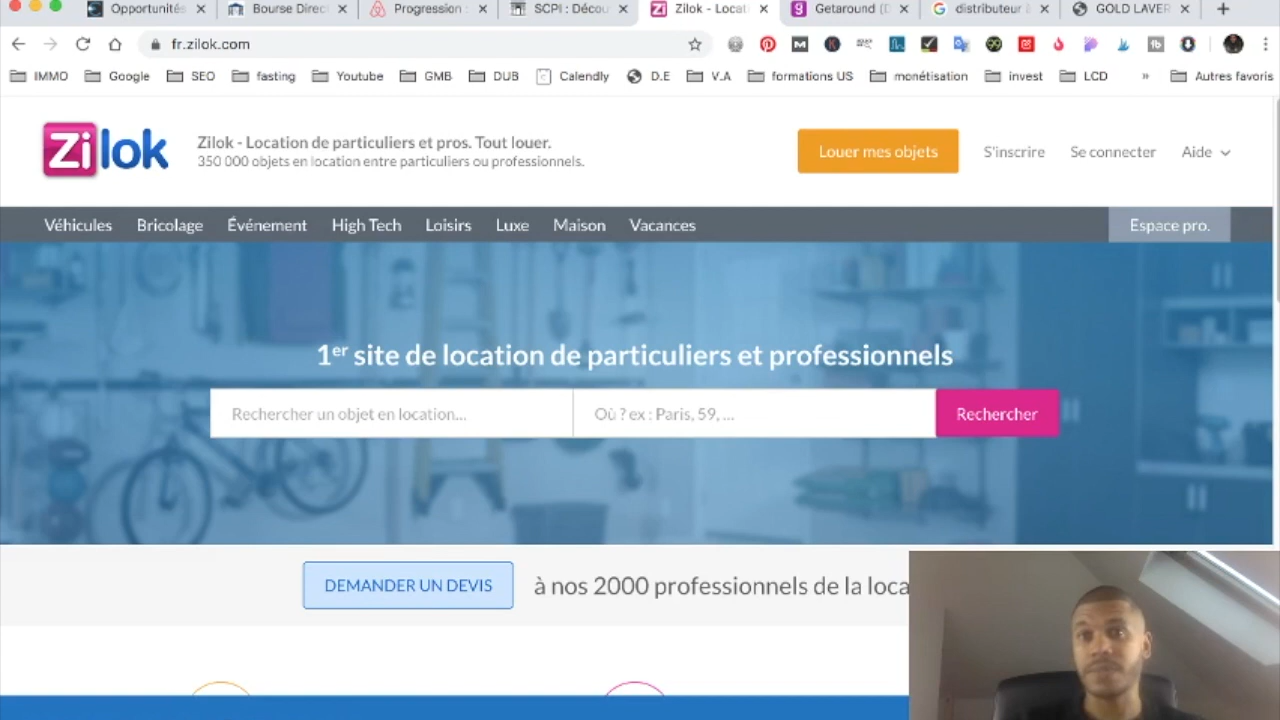 Opportunités
Bourse Direc
Progression :
SCPI : Décou
Zilok - Locati
Getaround (D
distributeur
GOLD LAVER
fr.zilok.com
IMMO
Google
SEO
fasting
Youtube
GMB
DUB
Calendly
D.E
V.A
formations US
monétisation
invest
LCD
»
Autres favoris
Zilok
Zilok - Location de particuliers et pros. Tout louer.
350 000 objets en location entre particuliers ou professionnels.
Louer mes objets
S'inscrire
Se connecter
Aide
Véhicules
Bricolage
Événement
High Tech
Loisirs
Luxe
Maison
Vacances
Espace pro.
1er site de location de particuliers et professionnels
Rechercher un objet en location...
Où ? ex : Paris, 59, ...
Rechercher
DEMANDER UN DEVIS
à nos 2000 professionnels de la loca